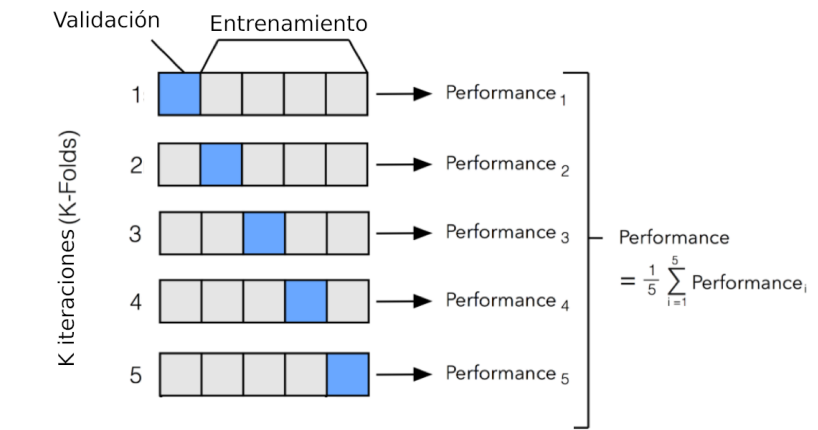 Validación
Entrenamiento
K iteraciones (K-Folds)
1
Performance 1
2
Performance 2
3
Performance 3
4
Performance 4
5
Performance 5
Performance
= 1/5 5 ∑ i=1 Performance i